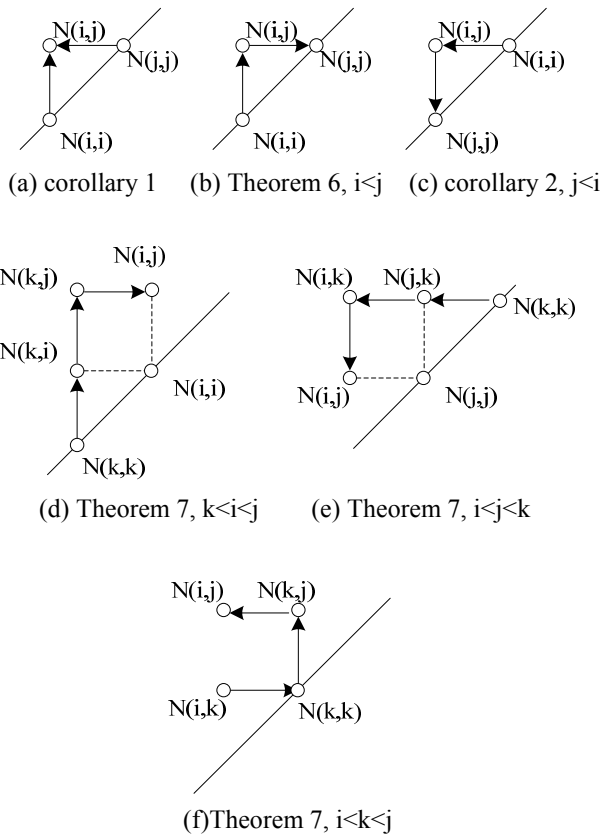 N(i,j)
N(j,j)
N(i,i)
N(i,j)
N(j,j)
N(i,i)
N(i,j)
N(i,i)
N(j,j)
(a) corollary 1 (b) Theorem 6, i<j (c) corollary 2, j<i
N(k,j)
N(i,j)
N(k,i)
N(i,i)
N(k,k)
N(i,k)
N(j,k)
N(k,k)
N(i,j)
N(j,j)
(d) Theorem 7, k<i<j (e) Theorem 7, i<j<k
N(i,j)
N(k,j)
N(i,k)
N(k,k)
(f)Theorem 7, i<k<j